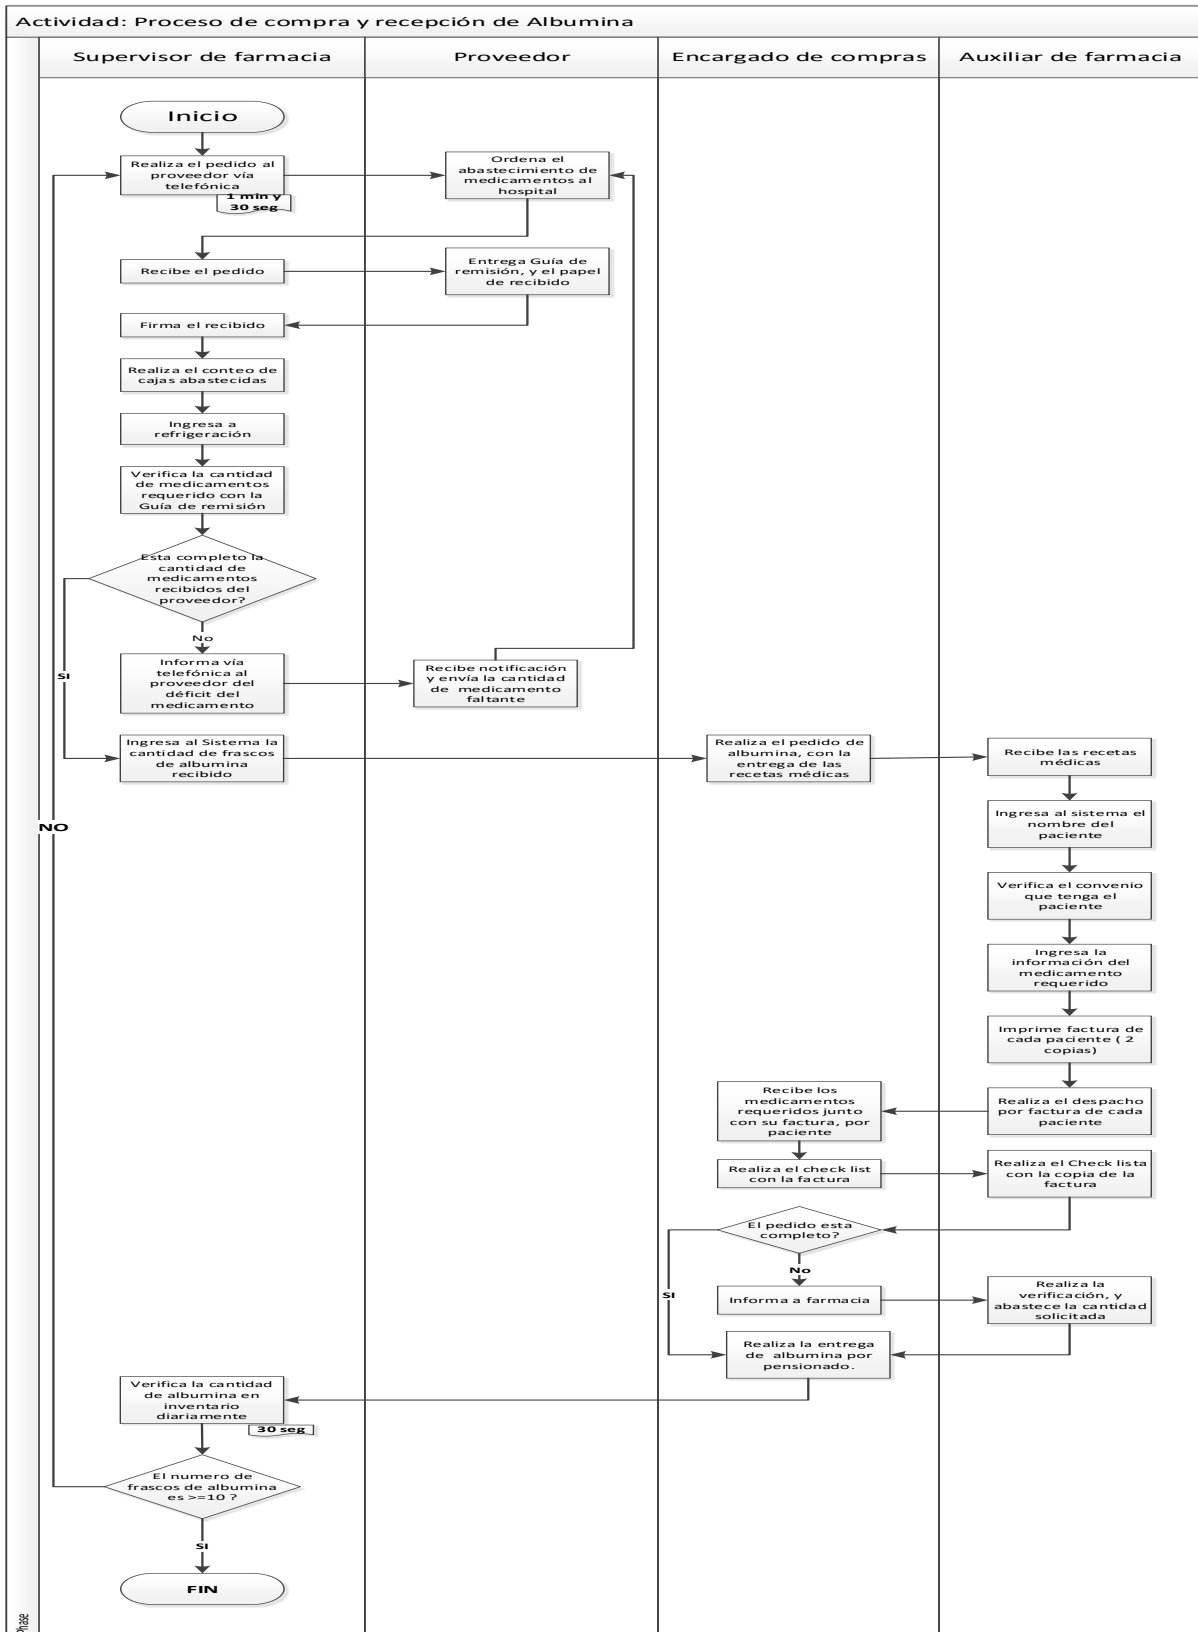 Actividad: Proceso de compra y recepción de Albumina
Supervisor de farmacia
Proveedor
Encargado de compras
Auxiliar de farmacia
Inicio
Realiza el pedido al
proveedor vía
telefónica
1 min y
30 seg
Ordena el
abastecimiento de
medicamentos al
hospital
Recibe el pedido
Entrega Guía de
remisión, y el papel
de recibido
Firma el recibido
Realiza el conteo de
cajas abastecidas
Ingresa a
refrigeración
Verifica la cantidad
de medicamentos
requerido con la
Guía de remisión
Esta completo la
cantidad de
medicamentos
recibidos del
proveedor?
No
SI
Informa vía
telefónica al
proveedor del
déficit del
medicamento
Recibe notificación
y envía la cantidad
de medicamento
faltante
Ingresa al Sistema la
cantidad de frascos
de albumina
recibido
Realiza el pedido de
albumina, con la
entrega de las
recetas médicas
Recibe las recetas
médicas
NO
Ingresa al sistema el
nombre del
paciente
Verifica el convenio
que tenga el
paciente
Ingresa la
información del
medicamento
requerido
Imprime factura de
cada paciente ( 2
copias)
Realiza el despacho
por factura de cada
paciente
Recibe los
medicamentos
requeridos junto
con su factura, por
paciente
Realiza el check list
con la factura
Realiza el Check lista
con la copia de la
factura
El pedido esta
completo?
No
SI
Informa a farmacia
Realiza la
verificación, y
abastece la cantidad
solicitada
Realiza la entrega
de albumina por
pensionado.
Verifica la cantidad
de albumina en
inventario
diariamente
30 seg
El numero de
frascos de albumina
es >=10 ?
SI
FIN
Phase